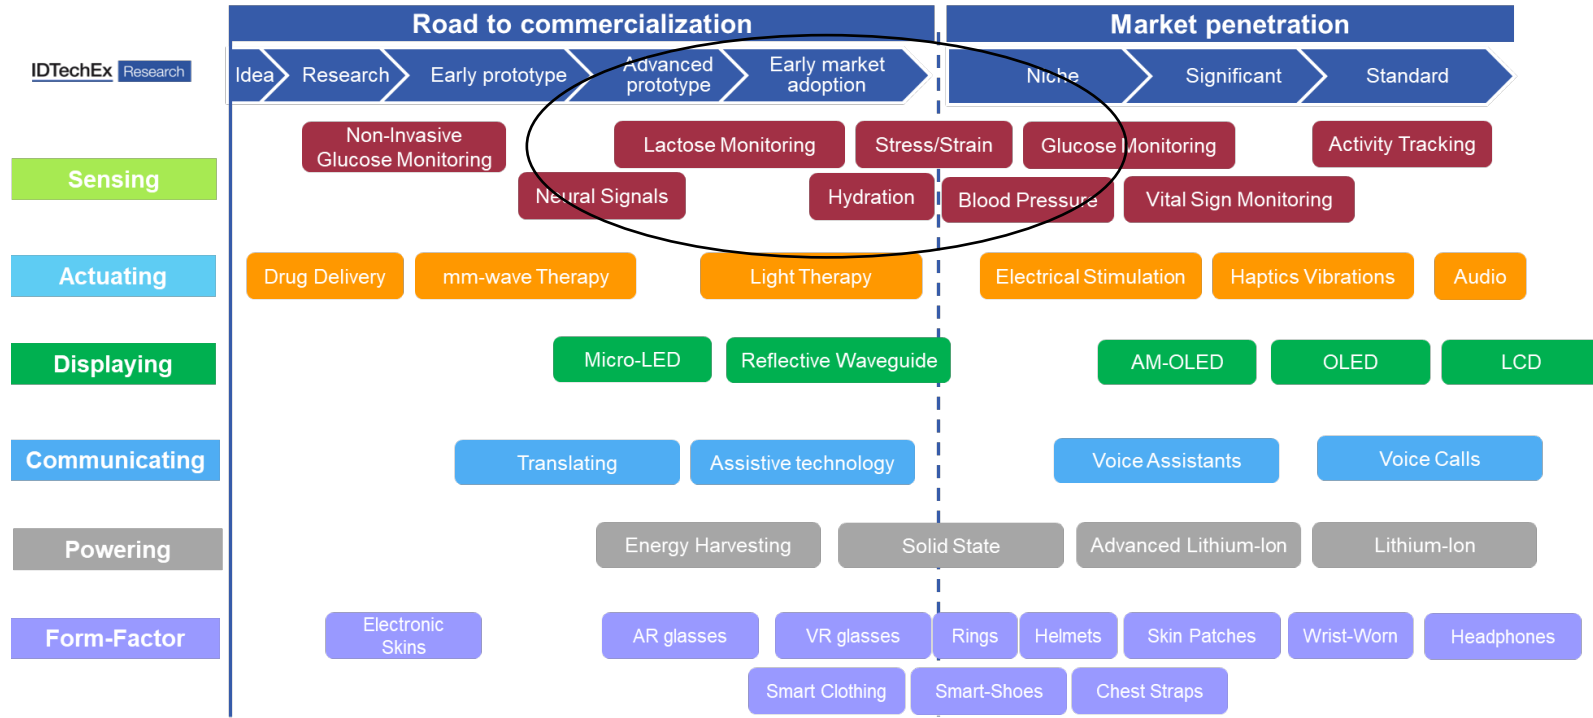 Road to commercialization
Market penetration
IDTechEx Research
Idea
Research
Early prototype
Advanced
prototype
Early market
adoption
Niche
Significant
Standard
Sensing
Non-Invasive
Glucose Monitoring
Lactose Monitoring
Stress/Strain
Glucose Monitoring
Activity Tracking
Neural Signals
Hydration
Blood Pressure
Vital Sign Monitoring
Actuating
Drug Delivery
mm-wave Therapy
Light Therapy
Electrical Stimulation
Haptics Vibrations
Audio
Displaying
Micro-LED
Reflective Waveguide
AM-OLED
OLED
LCD
Communicating
Translating
Assistive technology
Voice Assistants
Voice Calls
Powering
Energy Harvesting
Solid State
Advanced Lithium-Ion
Lithium-Ion
Form-Factor
Electronic
Skins
AR glasses
VR glasses
Rings
Helmets
Skin Patches
Wrist-Worn
Headphones
Smart Clothing
Smart-Shoes
Chest Straps